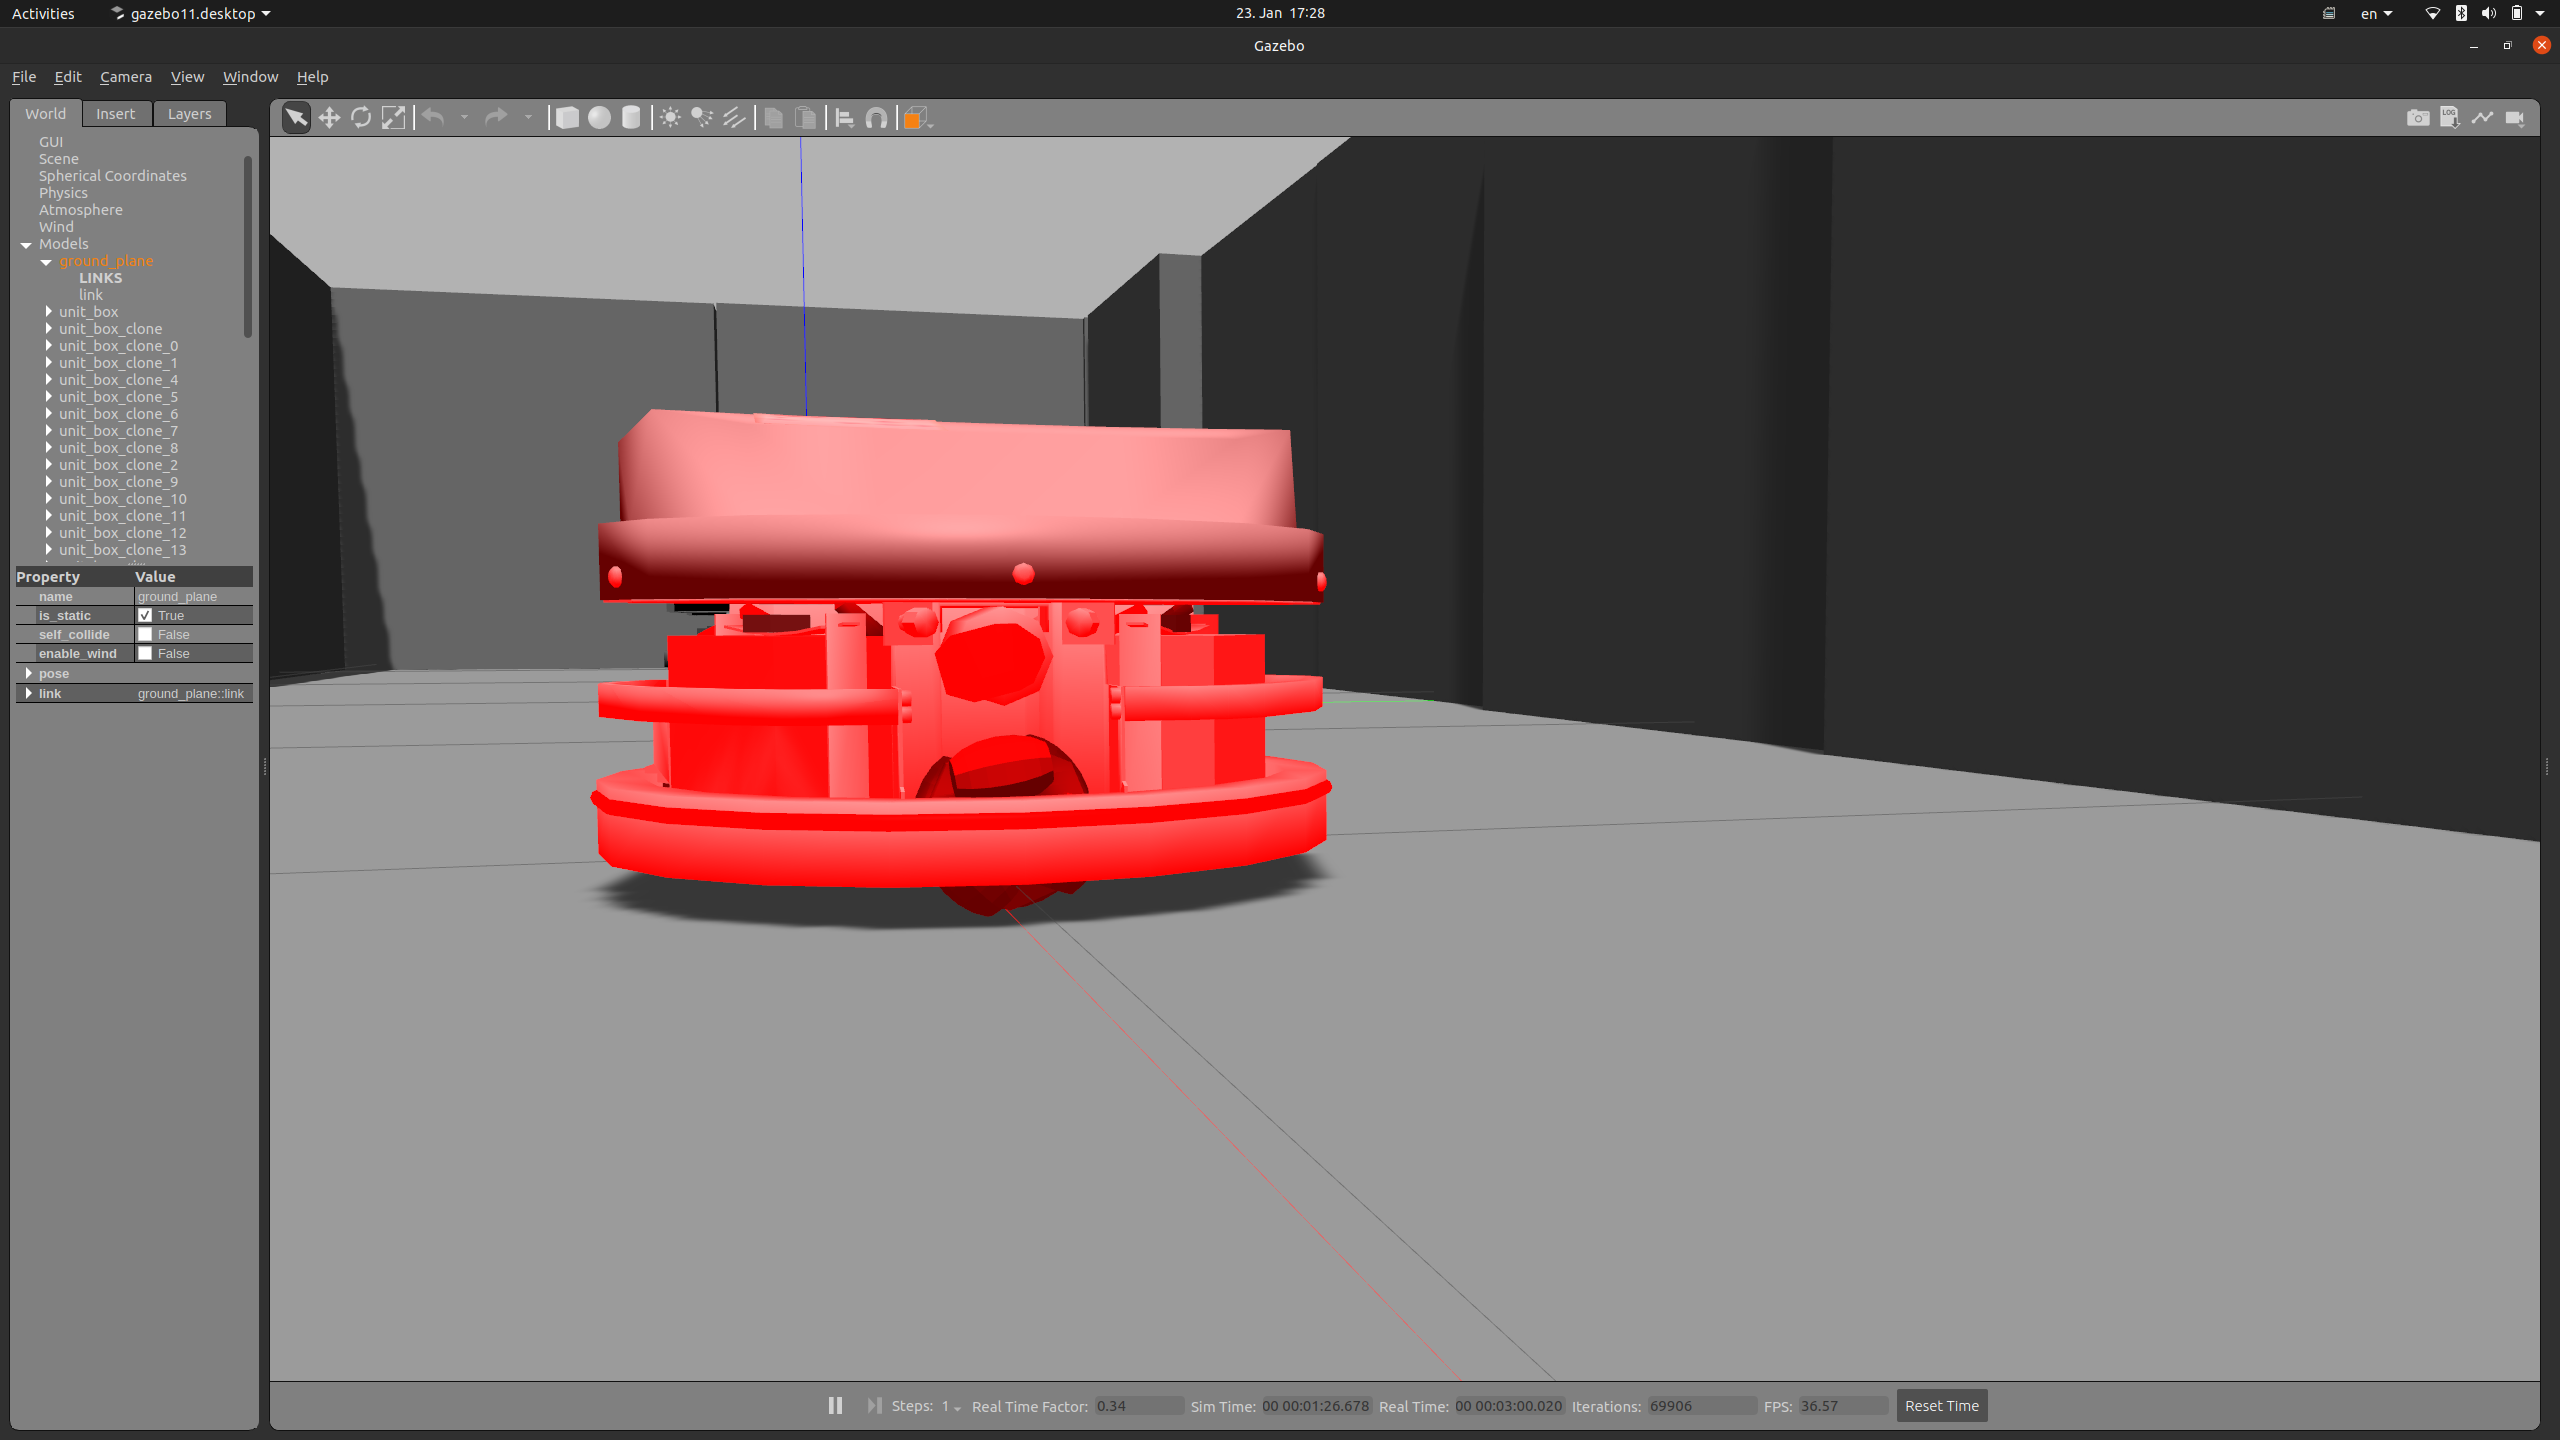 Activities gazebo11.desktop 23. Jan 17:28 en
Gazebo
File Edit Camera View Window Help
World Insert Layers
LOG
GUI
Scene
Spherical Coordinates
Physics
Atmosphere
Wind
Models
ground_plane
LINKS
link
unit_box
unit_box_clone
unit_box_clone_0
unit_box_clone_1
unit_box_clone_4
unit_box_clone_5
unit_box_clone_6
unit_box_clone_7
unit_box_clone_8
unit_box_clone_2
unit_box_clone_9
unit_box_clone_10
unit_box_clone_11
unit_box_clone_12
unit_box_clone_13
Property Value
name ground_plane
is_static True
self_collide False
enable_wind False
pose
link ground_plane::link
Steps: 1 Real Time Factor: 0.34 Sim Time: 00 00:01:26.678 Real Time: 00 00:03:00.020 Iterations: 69906 FPS: 36.57 Reset Time